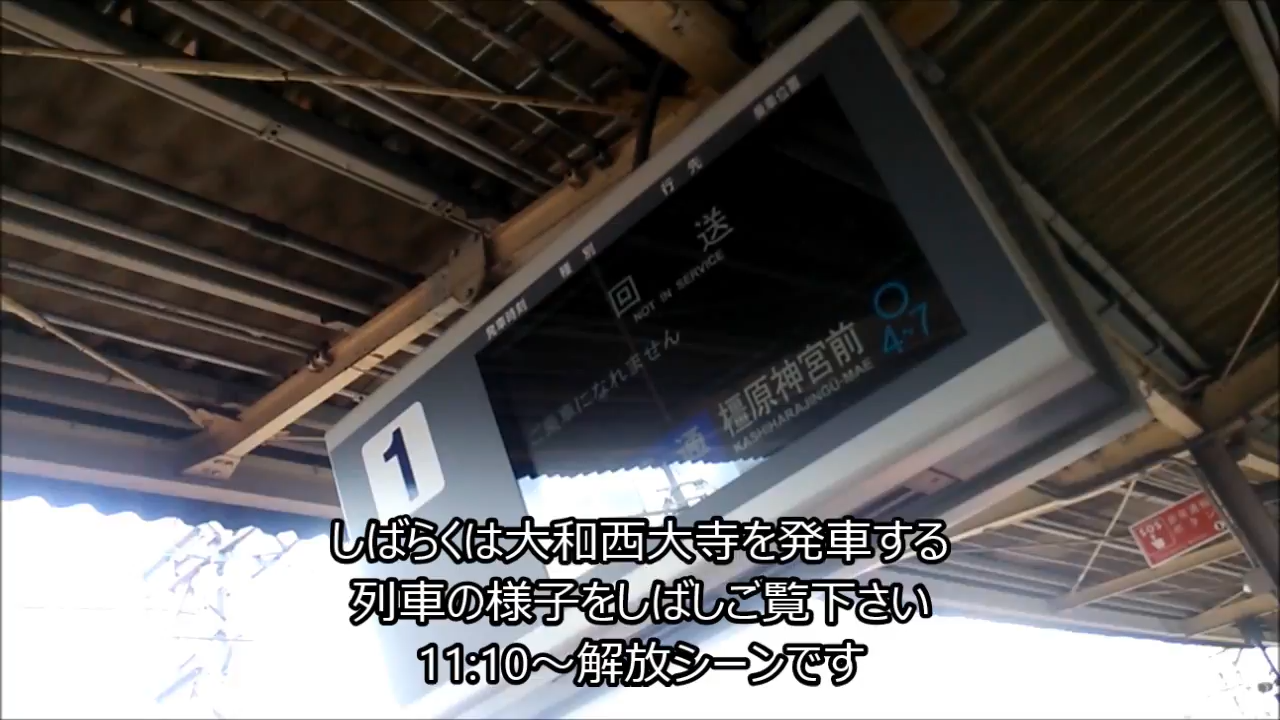 発車時刻 種別 行先 乗車位置
1
回送
NOT IN SERVICE
ご乗車になれません
通 橿原神宮前 ○
KASHIHARAJINGŪ-MAE 4~7
SOS
しばらくは大和西大寺を発車する
列車の様子をしばしご覧下さい
11:10～解放シーンです